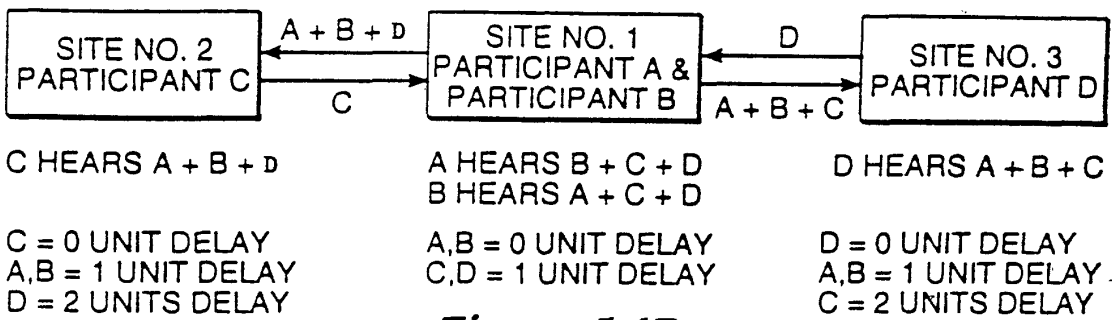 SITE NO. 2
PARTICIPANT C
A + B + D
C
SITE NO. 1
PARTICIPANT A &
PARTICIPANT B
D
A + B + C
SITE NO. 3
PARTICIPANT D
C HEARS A + B + D
A HEARS B + C + D
B HEARS A + C + D
D HEARS A + B + C
C = 0 UNIT DELAY
A,B = 1 UNIT DELAY
D = 2 UNITS DELAY
A,B = 0 UNIT DELAY
C,D = 1 UNIT DELAY
D = 0 UNIT DELAY
A,B = 1 UNIT DELAY
C = 2 UNITS DELAY